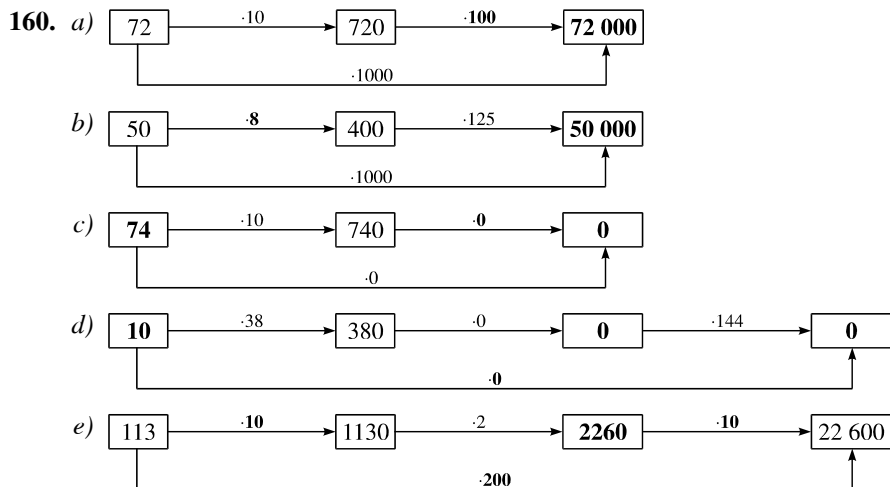 160. a) 72 ·10 720 ·100 72 000
·1000
b) 50 ·8 400 ·125 50 000
·1000
c) 74 ·10 740 ·0 0
·0
d) 10 ·38 380 ·0 0 ·144 0
·0
e) 113 ·10 1130 ·2 2260 ·10 22 600
·200